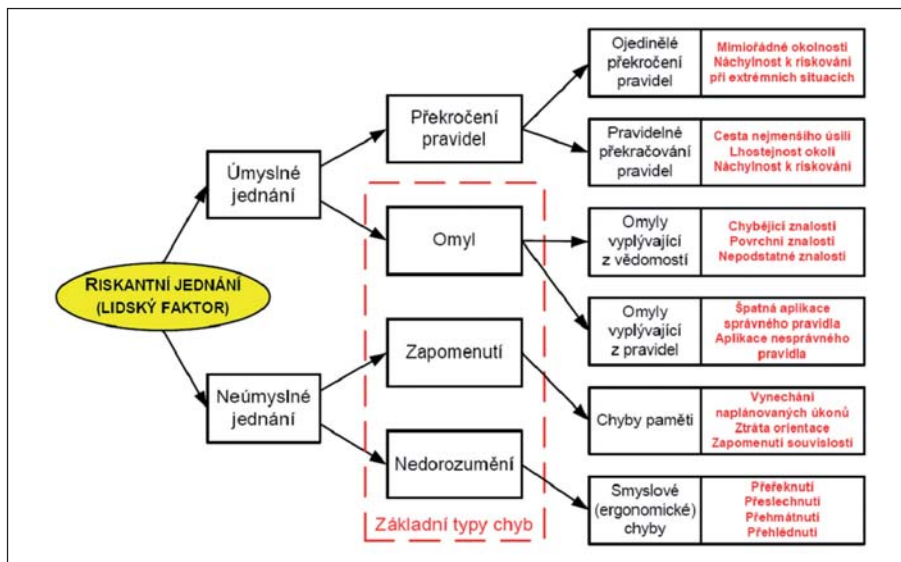 RISKANTNÍ JEDNÁNÍ
(LIDSKÝ FAKTOR)
Úmyslné
jednání
Neúmyslné
jednání
Překročení
pravidel
Omyl
Zapomenutí
Nedorozumění
Základní typy chyb
Ojedinělé
překročení
pravidel
Mimiořádné okolnosti
Náchylnost k riskování
při extrémních situacích
Pravidelné
překračování
pravidel
Cesta nejmenšího úsilí
Lhostejnost okolí
Náchylnost k riskování
Omyly
vyplývající
z vědomostí
Chybějící znalosti
Povrchní znalosti
Nepodstatné znalosti
Omyly
vyplývající
z pravidel
Špatná aplikace
správného pravidla
Aplikace nesprávného
pravidla
Chyby paměti
Vynechání
naplánovaných úkonů
Ztráta orientace
Zapomenutí souvislostí
Smyslové
(ergonomické)
chyby
Přeřeknutí
Přeslechnutí
Přehmátnutí
Přehlédnutí